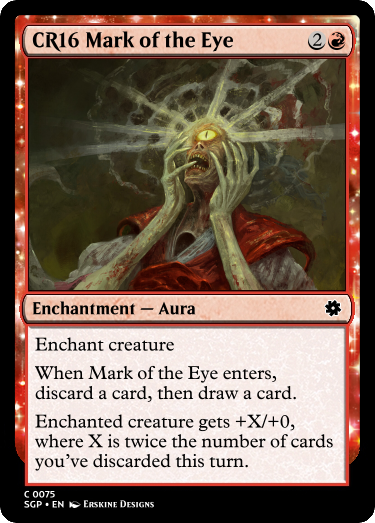 CR16 Mark of the Eye 2
Enchantment — Aura
Enchant creature
When Mark of the Eye enters,
discard a card, then draw a card.
Enchanted creature gets +X/+0,
where X is twice the number of cards
you've discarded this turn.
C 0075
SGP • EN Erskine Designs